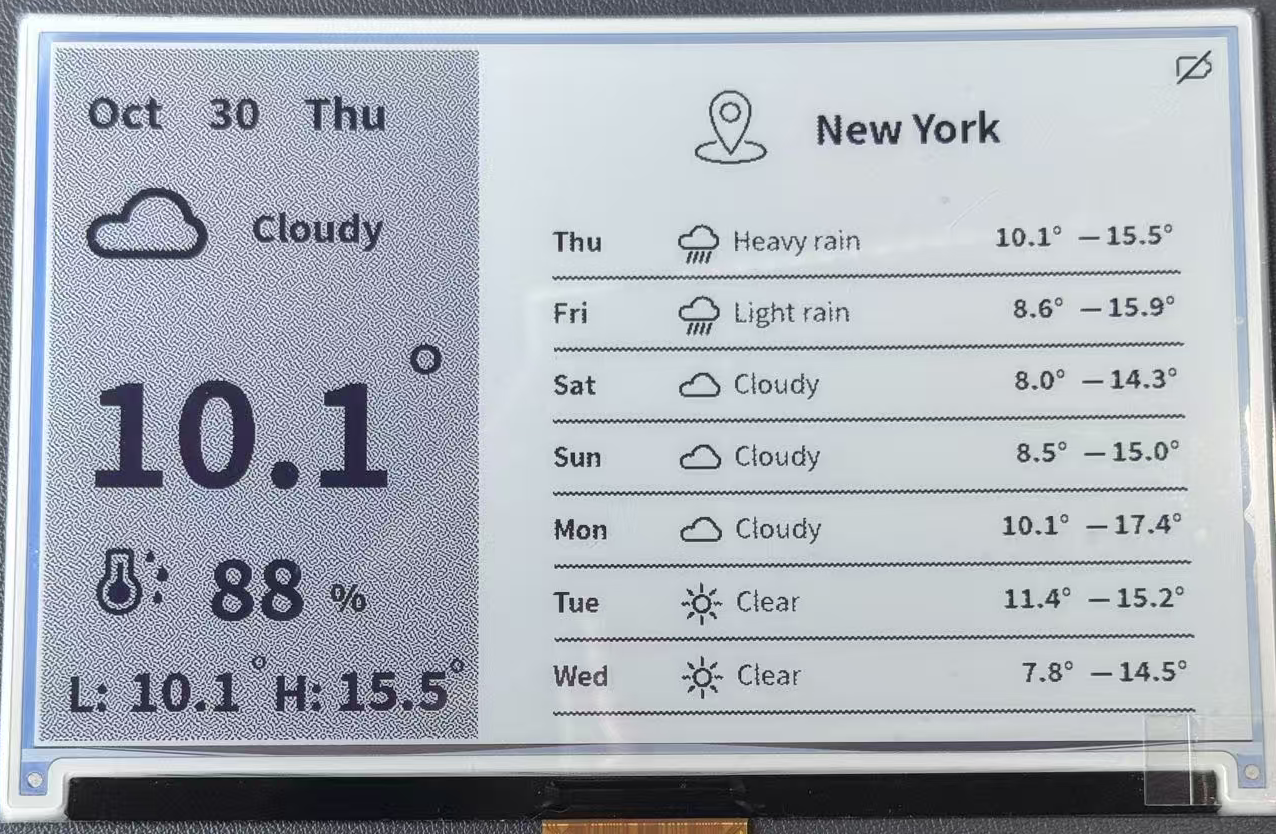 Oct 30 Thu
Cloudy
10.1°
88 %
L: 10.1° H: 15.5°
New York
Thu Heavy rain 10.1° – 15.5°
Fri Light rain 8.6° – 15.9°
Sat Cloudy 8.0° – 14.3°
Sun Cloudy 8.5° – 15.0°
Mon Cloudy 10.1° – 17.4°
Tue Clear 11.4° – 15.2°
Wed Clear 7.8° – 14.5°